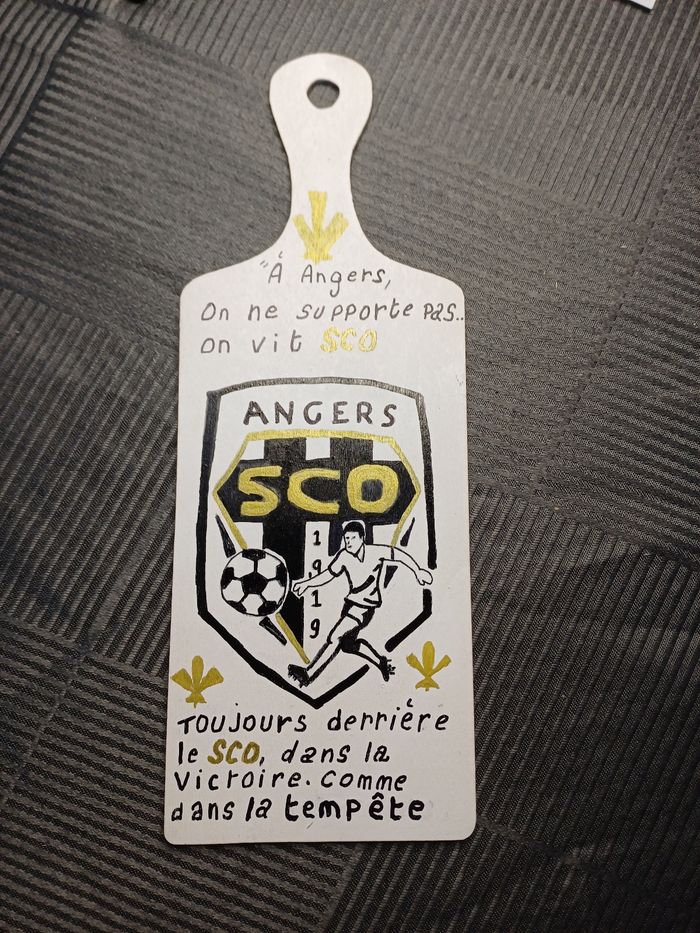 "À Angers,
On ne supporte pas..
on vit SCO
ANGERS
SCO
1
9
1
9
Toujours derrière
le SCO, dans la
Victoire. comme
dans la tempête